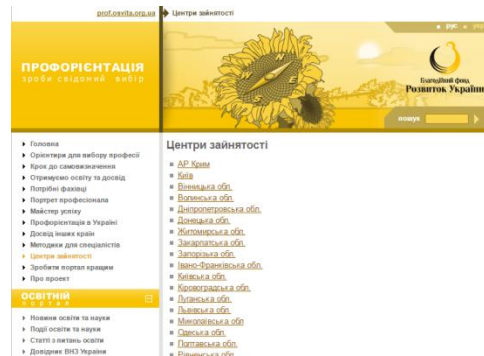 prof.osvita.org.ua
Центри зайнятості
рус
укр
ПРОФОРІЄНТАЦІЯ
зроби свідомий вибір
Благодійний фонд
Розвиток України
пошук
Головна
Орієнтири для вибору професії
Крок до самовизначення
Отримуємо освіту та досвід
Потрібні фахівці
Портрет професіонала
Майстер успіху
Профорієнтація в Україні
Досвід інших країн
Методики для спеціалістів
Центри зайнятості
Зробити портал кращим
Про проект
ОСВІТНІЙ
портал
Новини освіти та науки
Події освіти та науки
Статті з питань освіти
Довідник ВНЗ України
Центри зайнятості
АР Крим
Київ
Вінницька обл.
Волинська обл.
Дніпропетровська обл.
Донецька обл.
Житомирська обл.
Закарпатська обл.
Запорізька обл.
Івано-Франківська обл.
Київська обл.
Кіровоградська обл.
Луганська обл.
Львівська обл.
Миколаївська обл
Одеська обл.
Полтавська обл.
Рівненська обл.